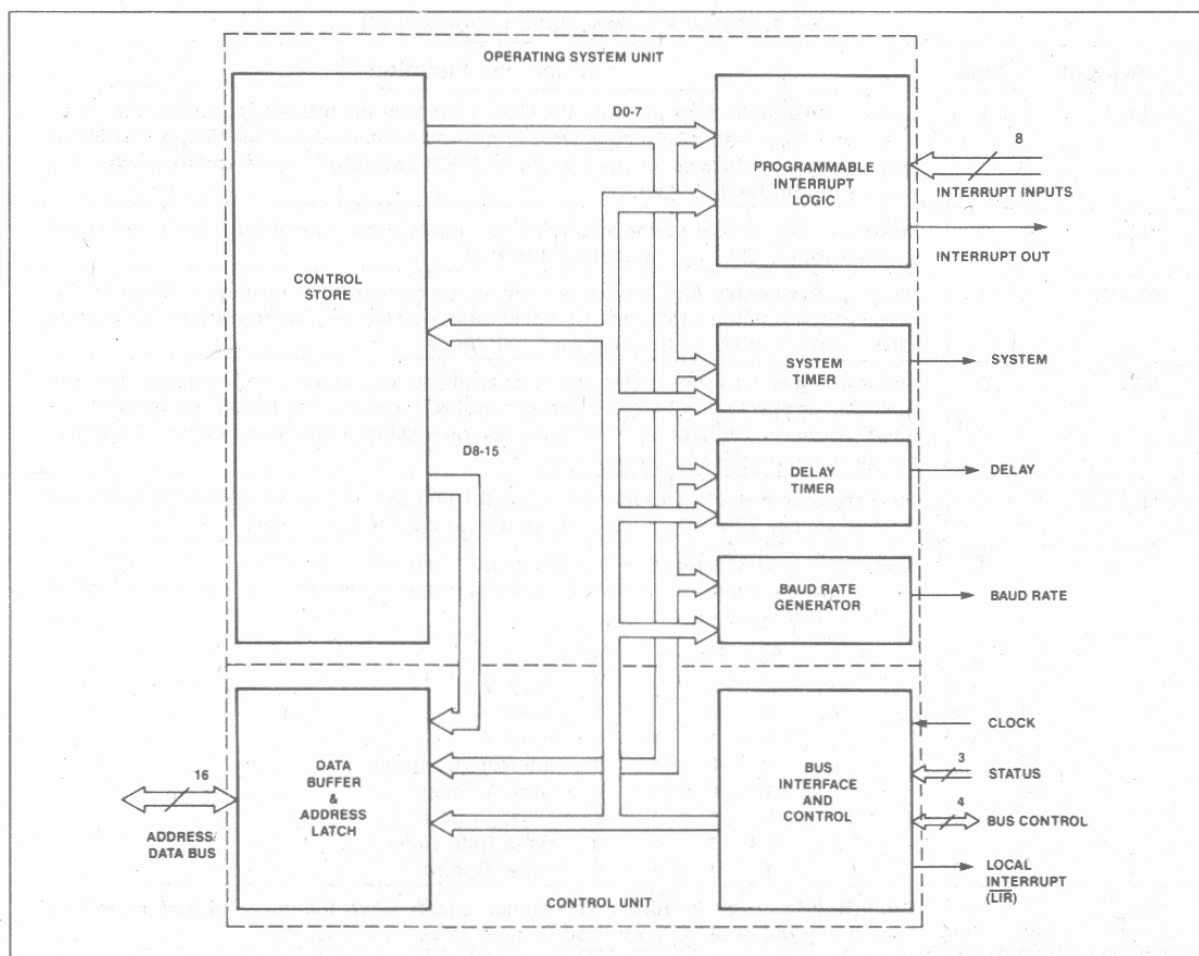 OPERATING SYSTEM UNIT
D0-7
8
PROGRAMMABLE
INTERRUPT
LOGIC
INTERRUPT INPUTS
INTERRUPT OUT
CONTROL
STORE
SYSTEM
TIMER
SYSTEM
D8-15
DELAY
TIMER
DELAY
BAUD RATE
GENERATOR
BAUD RATE
CLOCK
3
STATUS
16
DATA
BUFFER
&
ADDRESS
LATCH
BUS
INTERFACE
AND
CONTROL
4
BUS CONTROL
ADDRESS/
DATA BUS
LOCAL
INTERRUPT
(LIR)
CONTROL UNIT